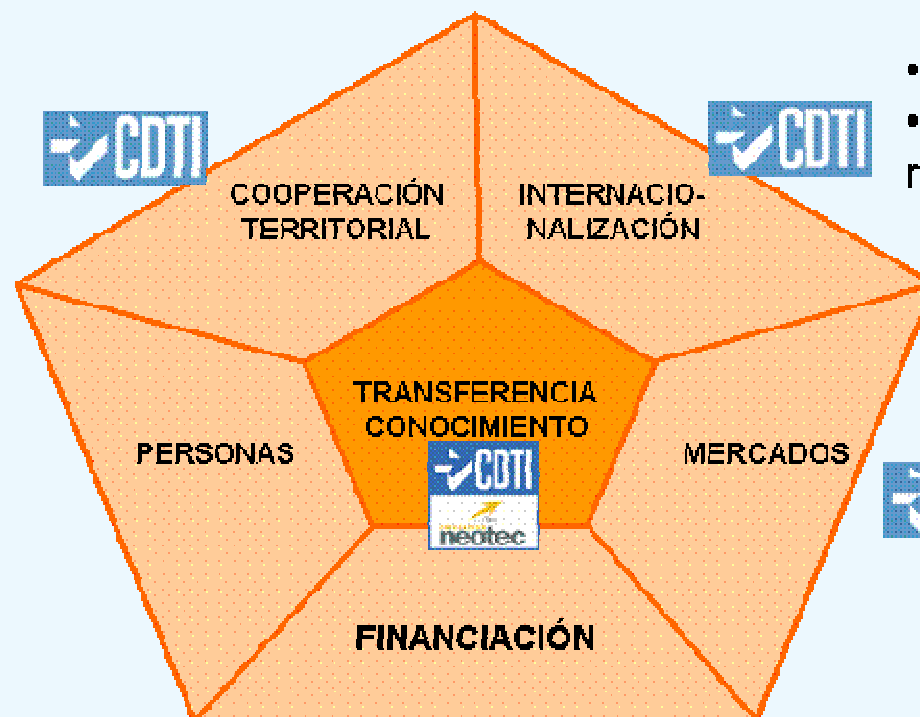 •
CDTI
CDTI
•
r
COOPERACIÓN
TERRITORIAL
INTERNACIO-
NALIZACIÓN
TRANSFERENCIA
CONOCIMIENTO
PERSONAS
MERCADOS
CDTI
neotec
FINANCIACIÓN